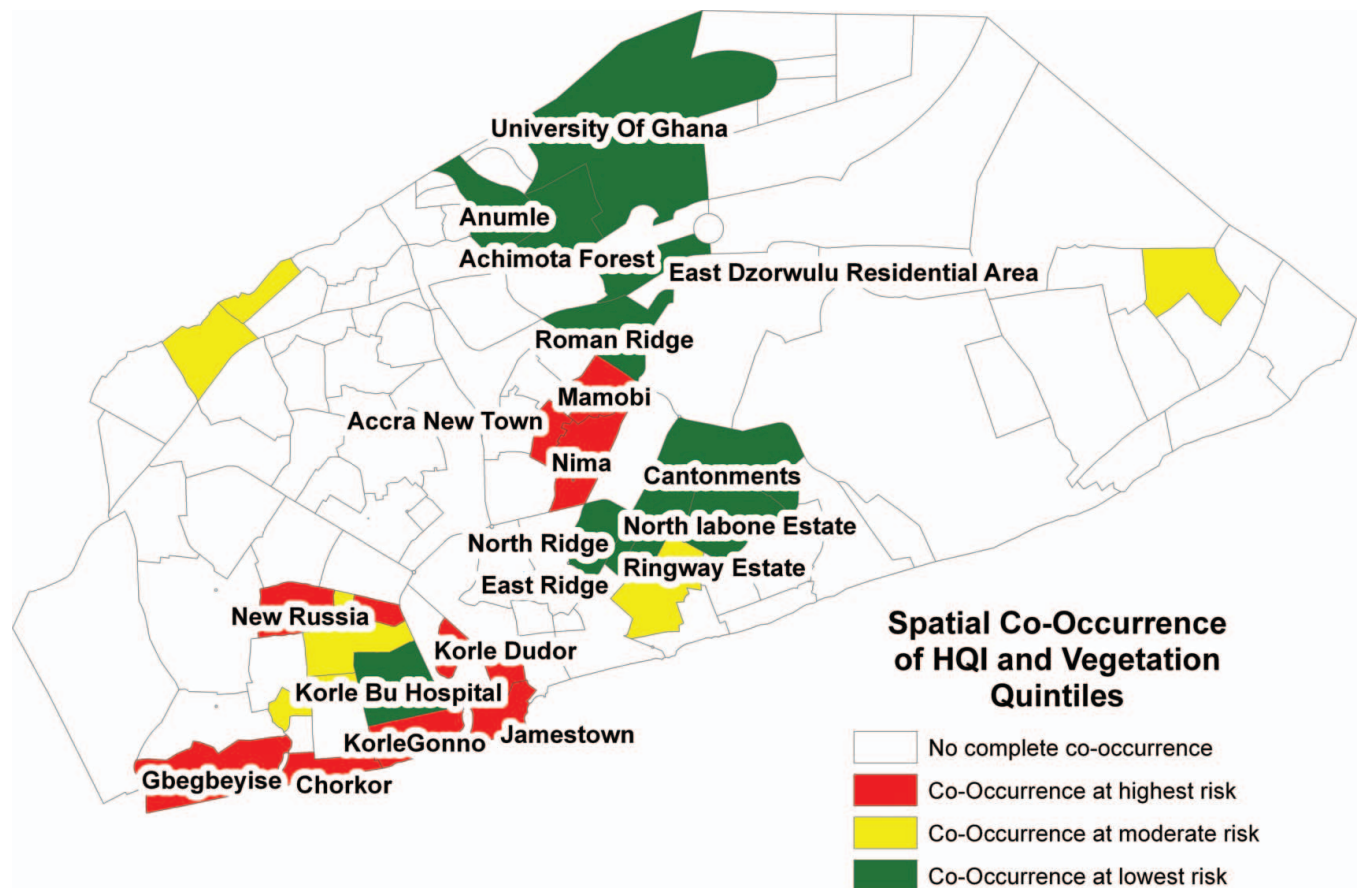 University Of Ghana
Anumle
Achimota Forest
East Dzorwulu Residential Area
Roman Ridge
Mamobi
Accra New Town
Nima
Cantonments
North labone Estate
North Ridge
Ringway Estate
East Ridge
New Russia
Korle Dudor
Korle Bu Hospital
KorleGonno
Jamestown
Gbegbeyise
Chorkor
Spatial Co-Occurrence
of HQI and Vegetation
Quintiles
No complete co-occurrence
Co-Occurrence at highest risk
Co-Occurrence at moderate risk
Co-Occurrence at lowest risk